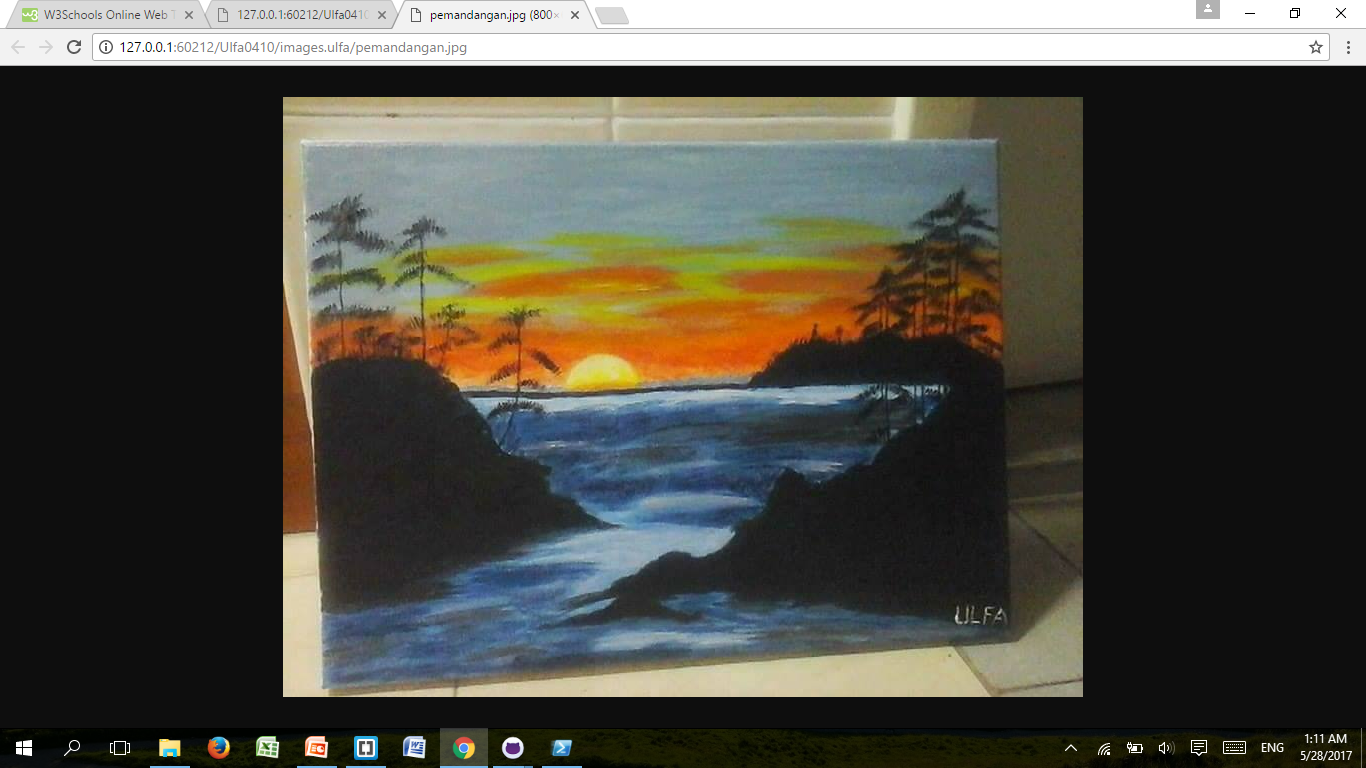 W3Schools Online Web T
127.0.0.1:60212/Ulfa0410
pemandangan.jpg (800×
127.0.0.1:60212/Ulfa0410/images.ulfa/pemandangan.jpg
ULFA
ENG
1:11 AM
5/28/2017